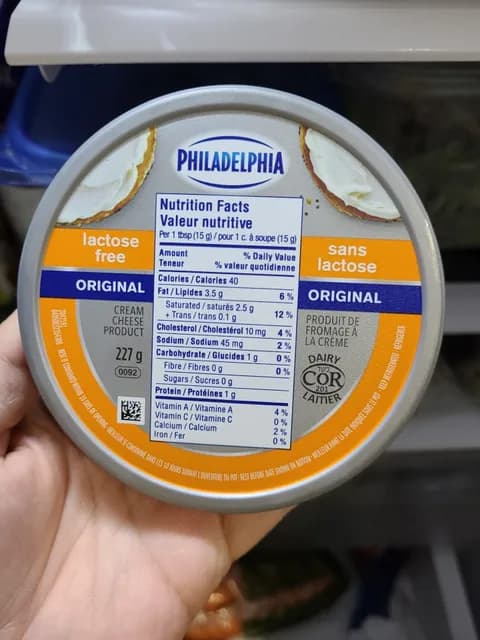 PHILADELPHIA
lactose
free
ORIGINAL
CREAM
CHEESE
PRODUCT
227 g
0092
Nutrition Facts
Valeur nutritive
Per 1 tbsp (15 g) / pour 1 c. à soupe (15 g)
Amount % Daily Value
Teneur % valeur quotidienne
Calories / Calories 40
Fat / Lipides 3.5 g 6 %
Saturated / saturés 2.5 g
+ Trans / trans 0.1 g 12 %
Cholesterol / Cholestérol 10 mg 4 %
Sodium / Sodium 45 mg 2 %
Carbohydrate / Glucides 1 g 0 %
Fibre / Fibres 0 g 0 %
Sugars / Sucres 0 g
Protein / Protéines 1 g
Vitamin A / Vitamine A 4 %
Vitamin C / Vitamine C 0 %
Calcium / Calcium 2 %
Iron / Fer 0 %
sans
lactose
ORIGINAL
PRODUIT DE
FROMAGE À
LA CRÈME
DAIRY
COR
LAITIER